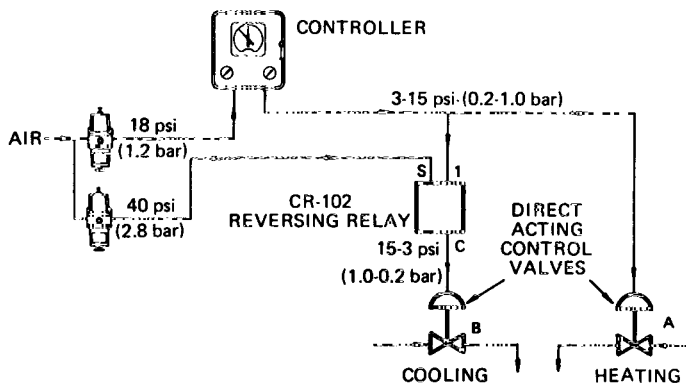 CONTROLLER
3-15 psi (0.2-1.0 bar)
AIR
18 psi
(1.2 bar)
S
1
40 psi
(2.8 bar)
CR-102
REVERSING RELAY
C
15-3 psi
(1.0-0.2 bar)
DIRECT
ACTING
CONTROL
VALVES
B
A
COOLING
HEATING